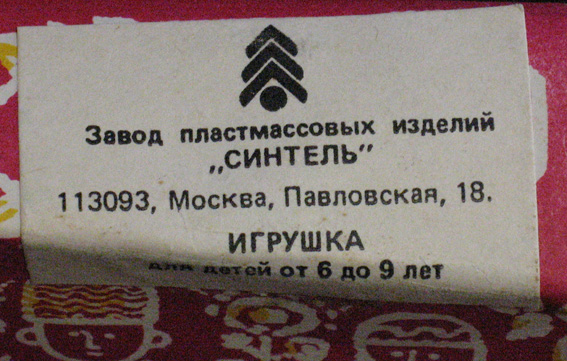 Завод пластмассовых изделий
„СИНТЕЛЬ"
113093, Москва, Павловская, 18.
ИГРУШКА
для детей от 6 до 9 лет